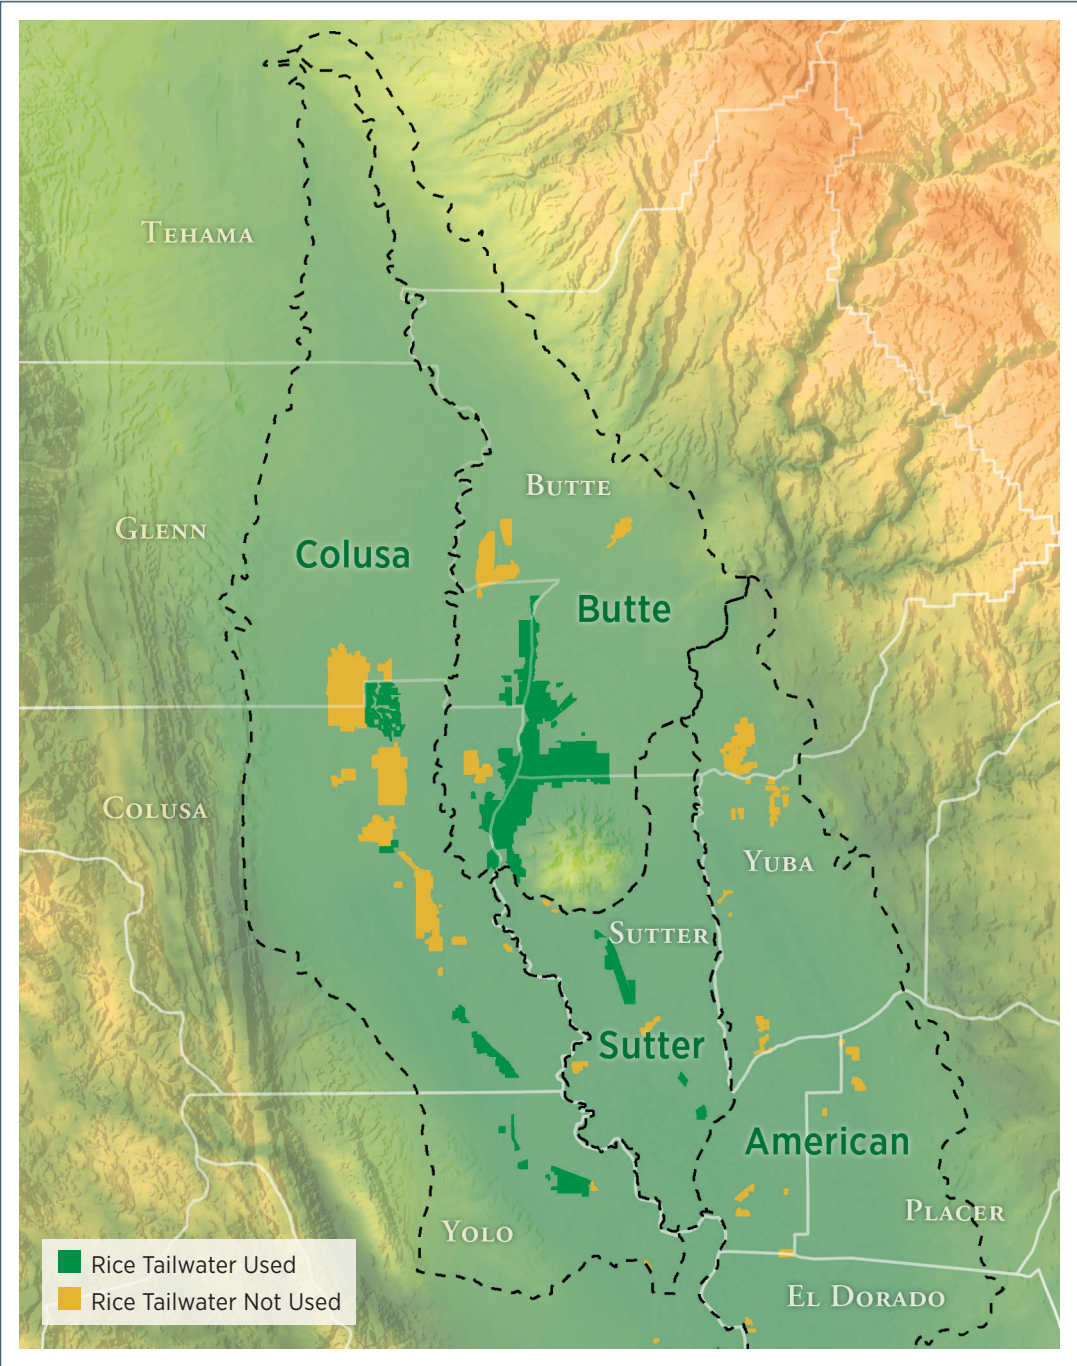 TEHAMA
BUTTE
GLENN
Colusa
Butte
COLUSA
YUBA
SUTTER
Sutter
American
PLACER
YOLO
EL DORADO
Rice Tailwater Used
Rice Tailwater Not Used